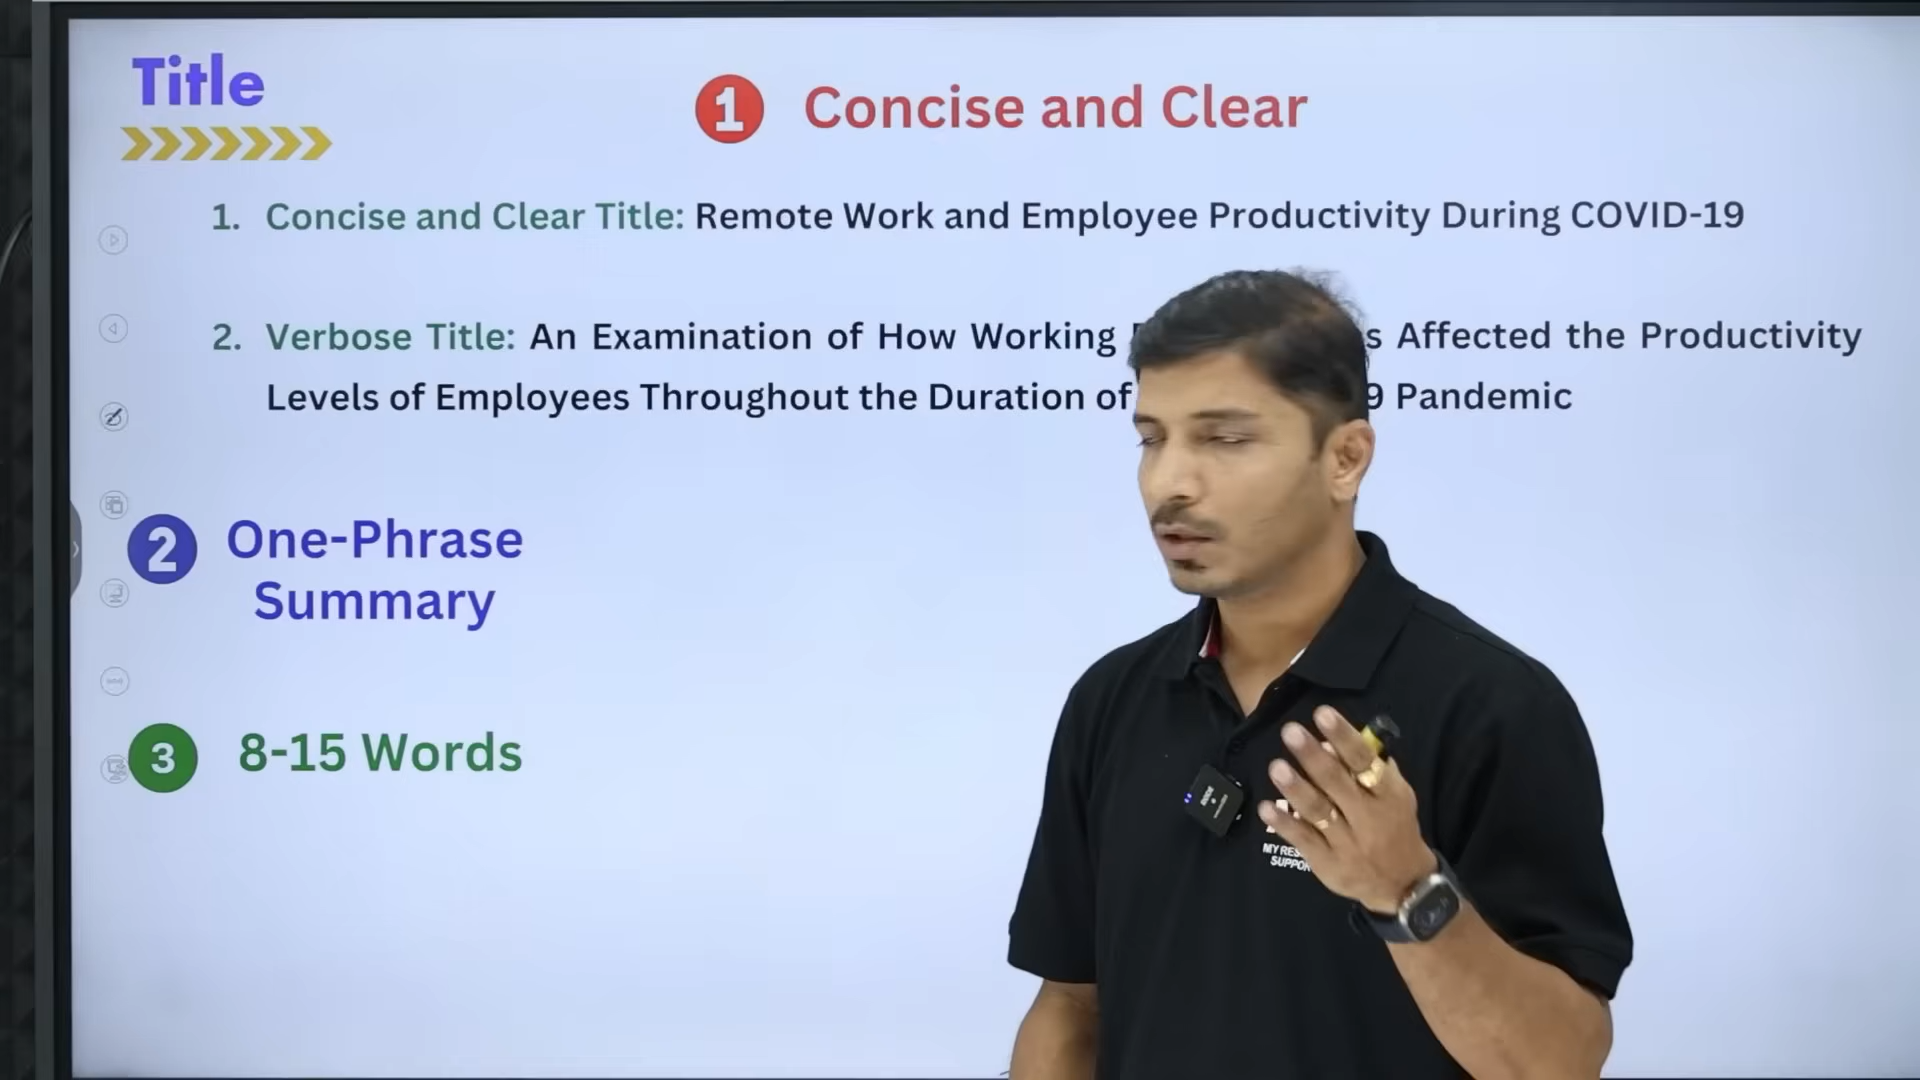 Title
1 Concise and Clear
1. Concise and Clear Title: Remote Work and Employee Productivity During COVID-19
2. Verbose Title: An Examination of How Working Affected the Productivity
Levels of Employees Throughout the Duration of Pandemic
2 One-Phrase
Summary
3 8-15 Words
RODE
MY